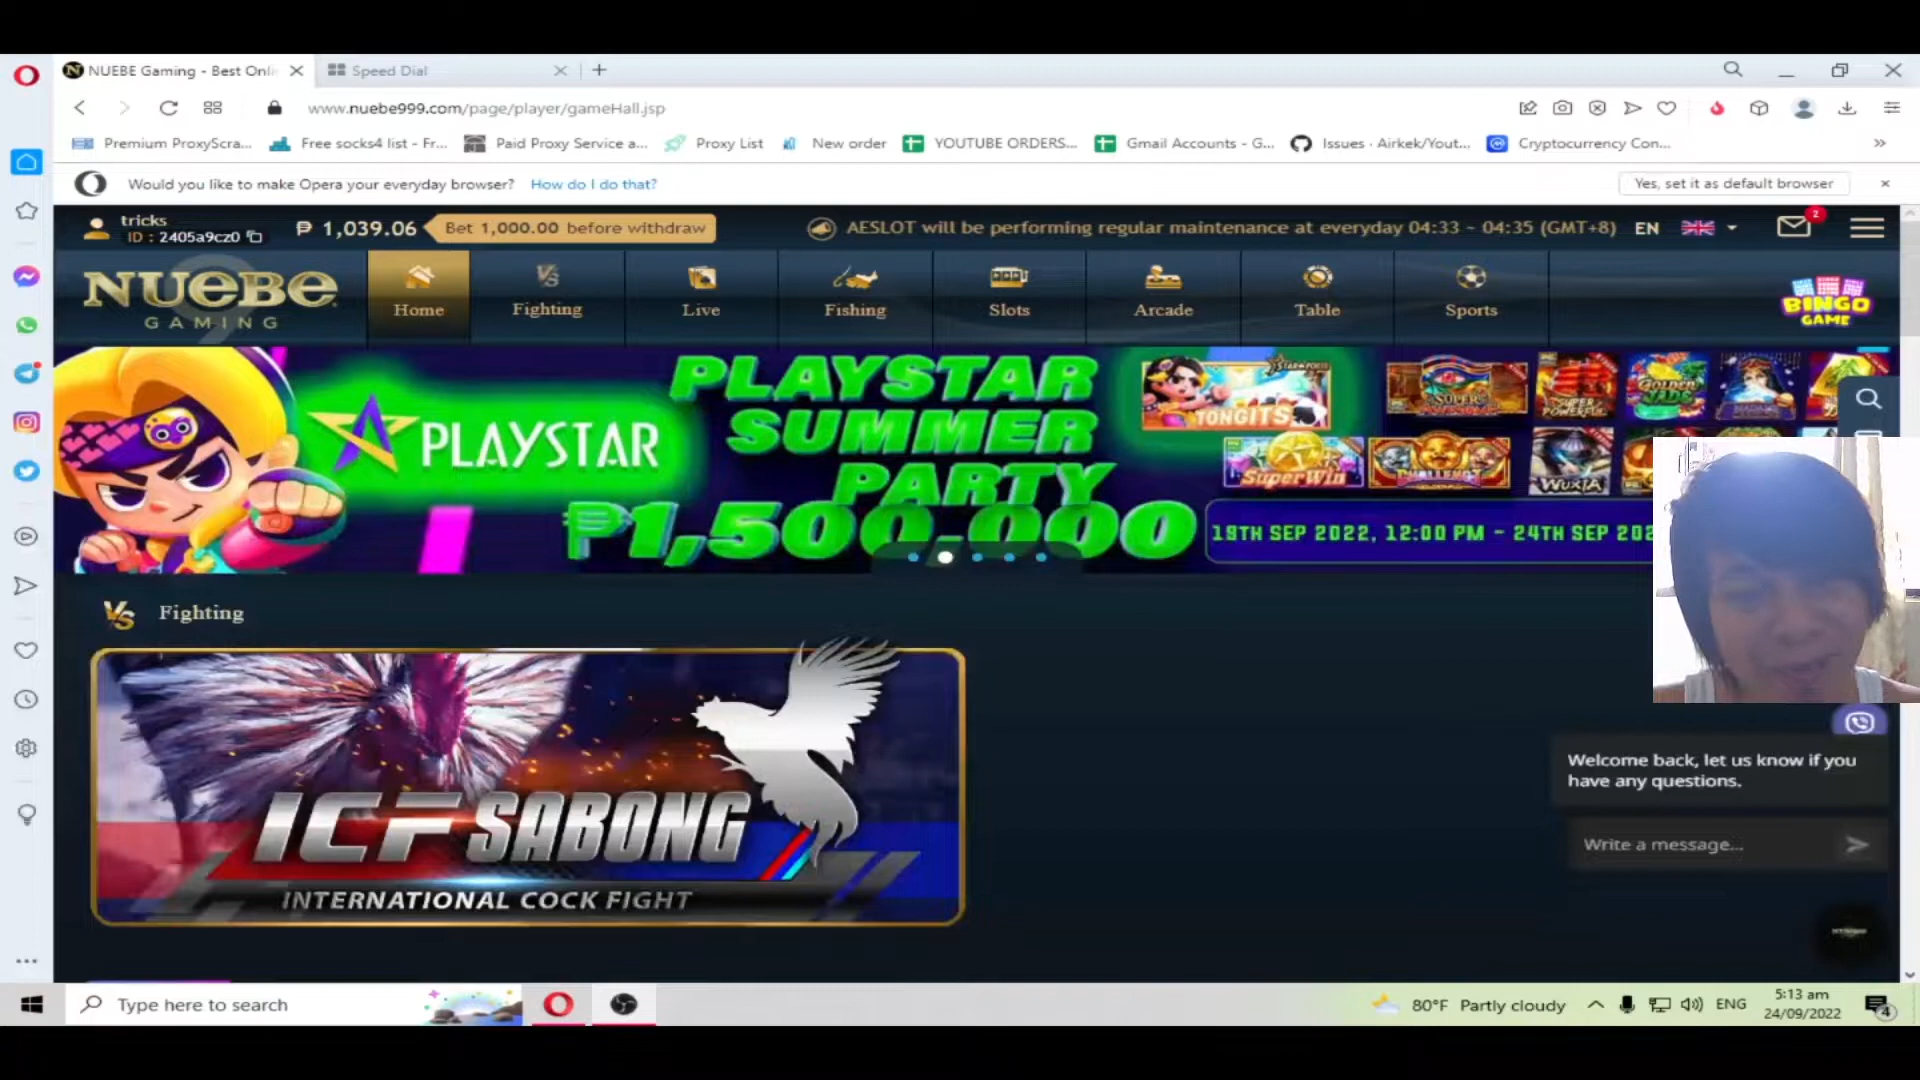 NUEBE Gaming - Best Onli
Speed Dial
www.nuebe999.com/page/player/gameHall.jsp
Premium ProxyScra...
Free socks4 list - Fr...
Paid Proxy Service a...
Proxy List
New order
YOUTUBE ORDERS...
Gmail Accounts - G...
Issues · Airkek/Yout...
Cryptocurrency Con...
Would you like to make Opera your everyday browser? How do I do that?
Yes, set it as default browser
tricks
ID : 2405a9cz0
₱ 1,039.06
Bet 1,000.00 before withdraw
AESLOT will be performing regular maintenance at everyday 04:33 ~ 04:35 (GMT+8)
EN
2
NUEBE
GAMING
Home
Fighting
Live
Fishing
Slots
Arcade
Table
Sports
BINGO
GAME
PLAYSTAR
PLAYSTAR
SUMMER
PARTY
₱1,500,000
TONGITS
SUPER WIN
WUXIA
19TH SEP 2022, 12:00 PM - 24TH SEP 202
VS Fighting
ICF SABONG
INTERNATIONAL COCK FIGHT
Welcome back, let us know if you
have any questions.
Write a message...
Type here to search
80°F Partly cloudy
ENG
5:13 am
24/09/2022
4